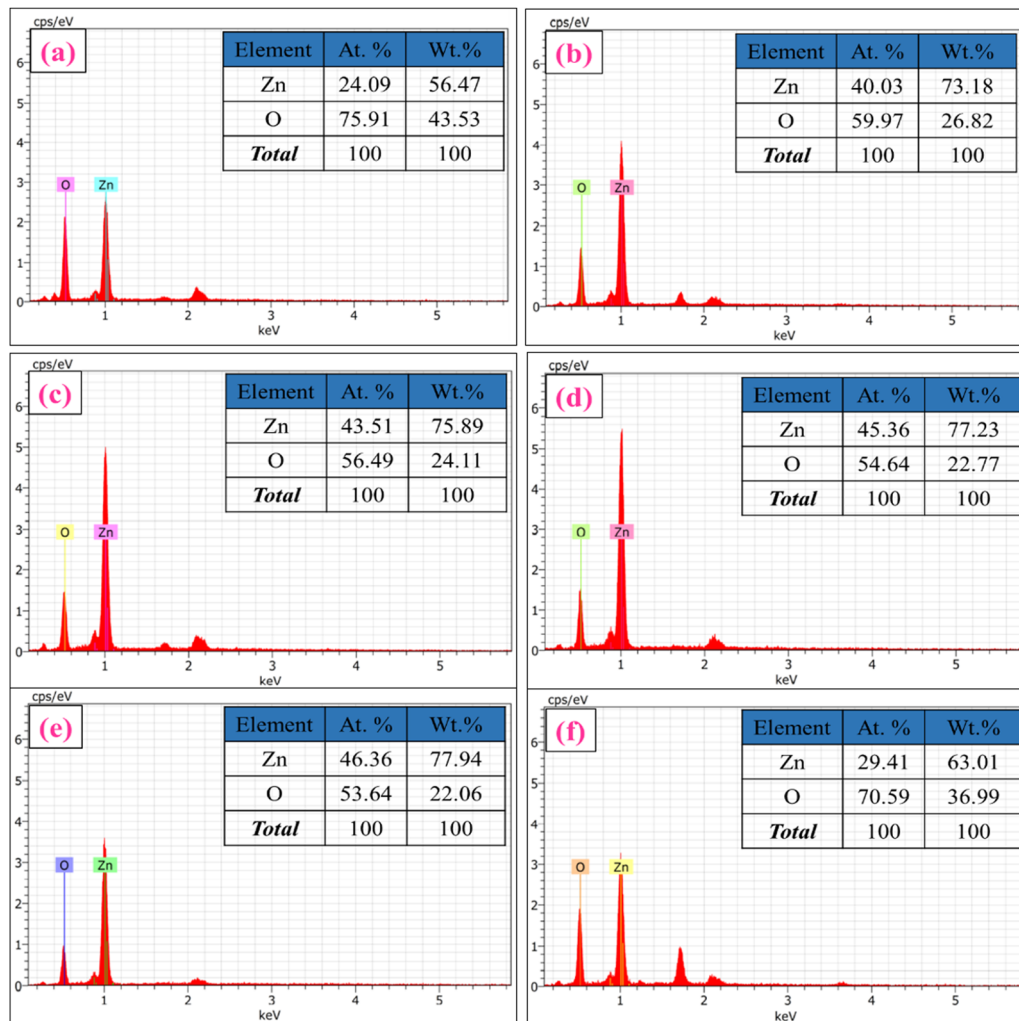 cps/eV
(a)
Element At. % Wt.%
Zn 24.09 56.47
O 75.91 43.53
Total 100 100
6
5
4
3
2
1
0
O Zn
1 2 3 4 5
keV
cps/eV
(b)
Element At. % Wt.%
Zn 40.03 73.18
O 59.97 26.82
Total 100 100
6
5
4
3
2
1
0
O Zn
1 2 3 4 5
keV
cps/eV
(c)
Element At. % Wt.%
Zn 43.51 75.89
O 56.49 24.11
Total 100 100
6
5
4
3
2
1
0
O Zn
1 2 3 4 5
keV
cps/eV
(d)
Element At. % Wt.%
Zn 45.36 77.23
O 54.64 22.77
Total 100 100
6
5
4
3
2
1
0
O Zn
1 2 3 4 5
keV
cps/eV
(e)
Element At. % Wt.%
Zn 46.36 77.94
O 53.64 22.06
Total 100 100
6
5
4
3
2
1
0
O Zn
1 2 3 4 5
keV
cps/eV
(f)
Element At. % Wt.%
Zn 29.41 63.01
O 70.59 36.99
Total 100 100
6
5
4
3
2
1
0
O Zn
1 2 3 4 5
keV